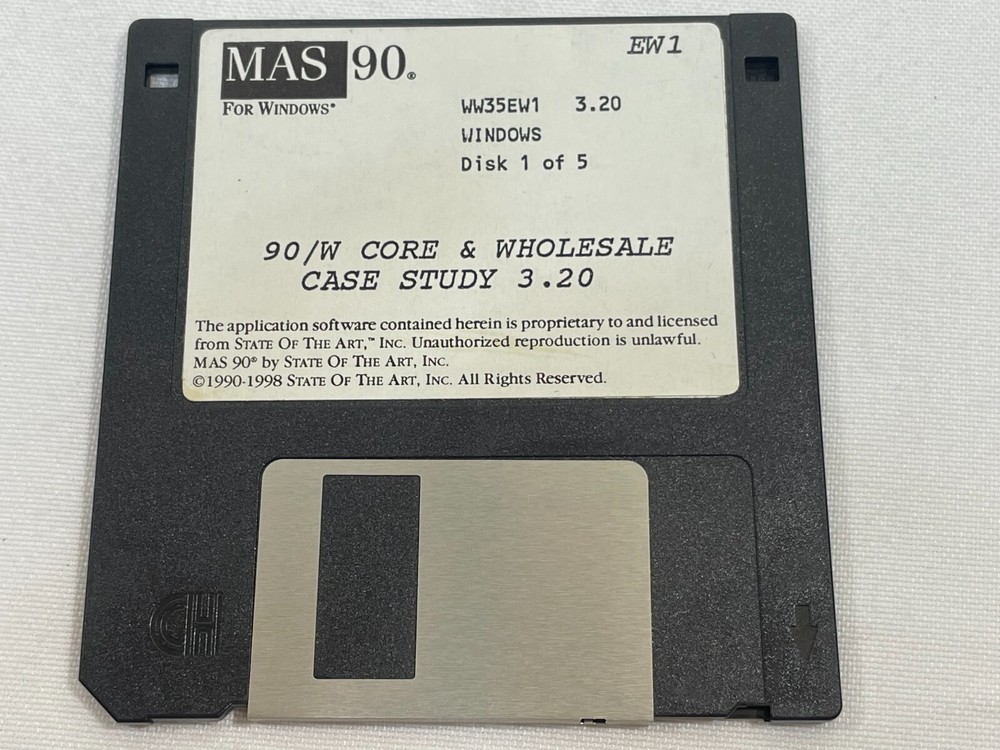 MAS 90®
FOR WINDOWS®
EW1
WW35EW1 3.20
WINDOWS
Disk 1 of 5
90/W CORE & WHOLESALE
CASE STUDY 3.20
The application software contained herein is proprietary to and licensed
from STATE OF THE ART,™ INC. Unauthorized reproduction is unlawful.
MAS 90® by STATE OF THE ART, INC.
©1990-1998 STATE OF THE ART, INC. All Rights Reserved.
HD